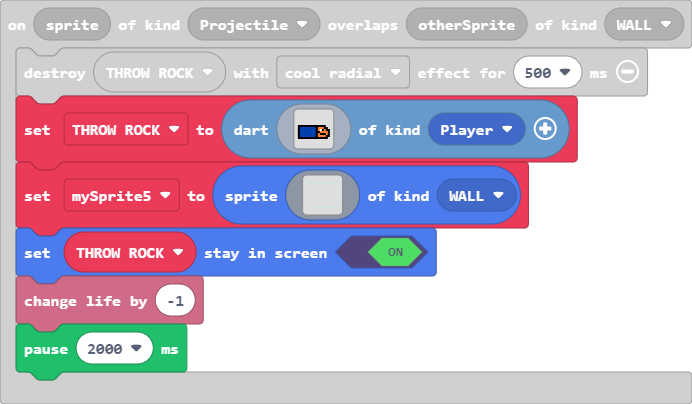 on sprite of kind Projectile overlaps otherSprite of kind WALL
destroy THROW ROCK with cool radial effect for 500 ms
set THROW ROCK to dart of kind Player
set mySprite5 to sprite of kind WALL
set THROW ROCK stay in screen ON
change life by -1
pause 2000 ms